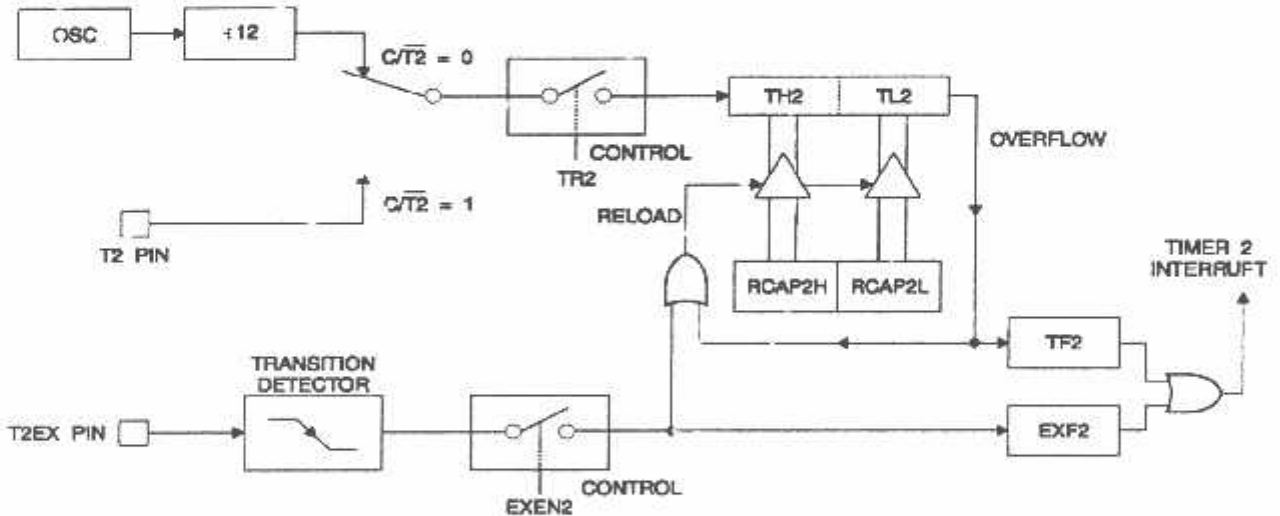 OSC
÷12
C/T2 = 0
TH2
TL2
OVERFLOW
CONTROL
TR2
C/T2 = 1
T2 PIN
RELOAD
RCAP2H
RCAP2L
TIMER 2
INTERRUFT
TRANSITION
DETECTOR
TF2
T2EX PIN
EXF2
CONTROL
EXEN2